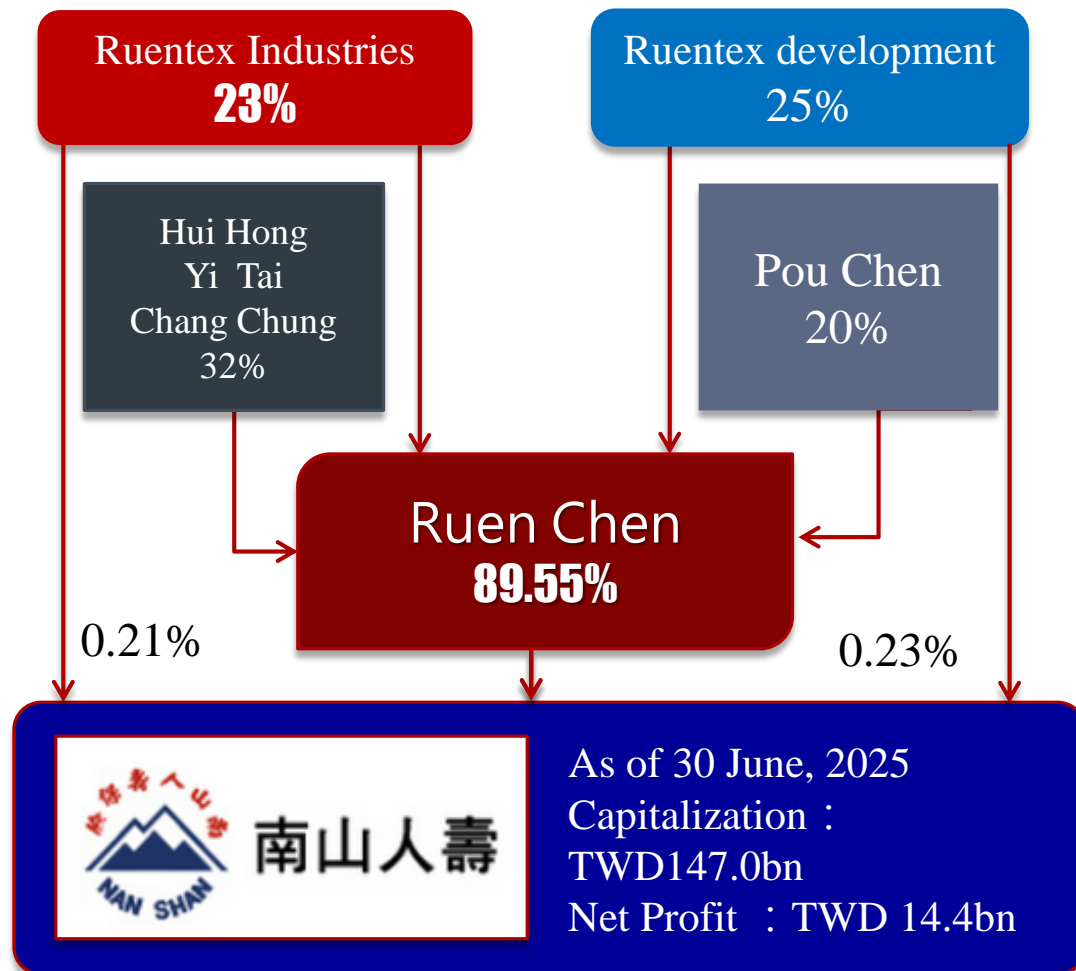 Ruentex Industries
23%
Ruentex development
25%
Hui Hong
Yi Tai
Chang Chung
32%
Pou Chen
20%
Ruen Chen
89.55%
0.21%
0.23%
南山人壽
NAN SHAN
As of 30 June, 2025
Capitalization：
TWD147.0bn
Net Profit ：TWD 14.4bn